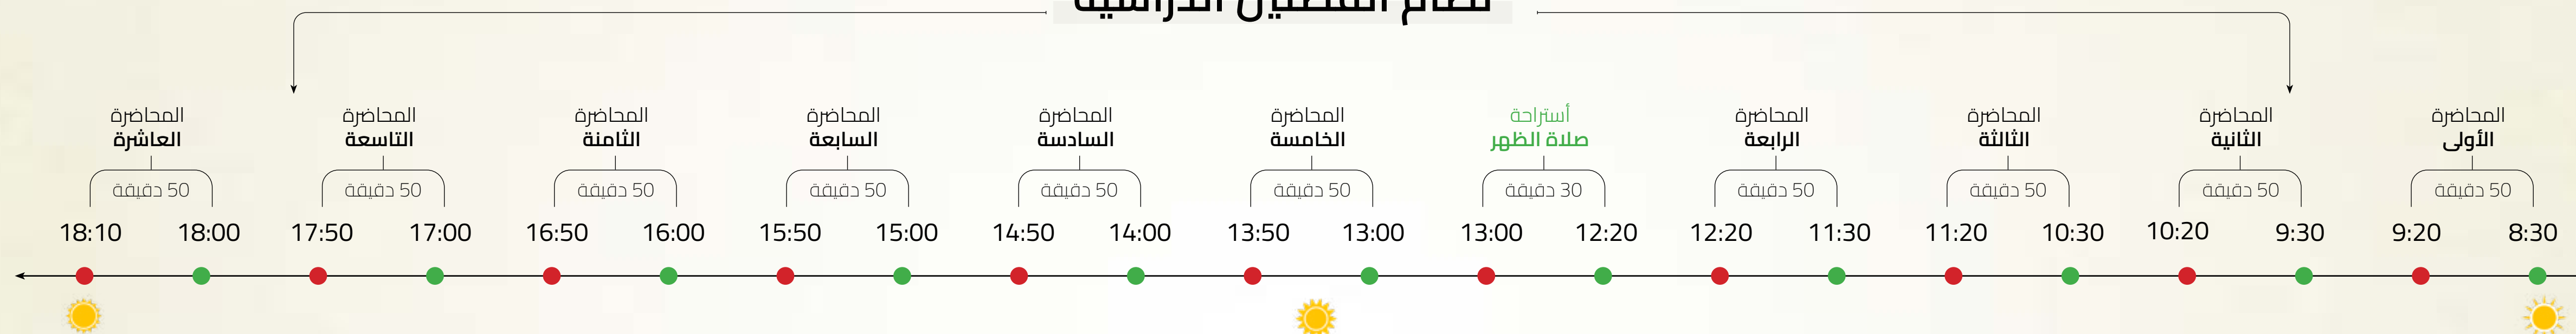 نظام الفصلين الدراسية
المحاضرة المحاضرة المحاضرة المحاضرة أستراحة المحاضرة المحاضرة المحاضرة المحاضرة المحاضرة المحاضرة
الأولى الثانية الثالثة الرابعة صلاة الظهر الخامسة السادسة السابعة الثامنة التاسعة العاشرة
50 دقيقة 50 دقيقة 50 دقيقة 50 دقيقة 30 دقيقة 50 دقيقة 50 دقيقة 50 دقيقة 50 دقيقة 50 دقيقة 50 دقيقة
8:30 9:20 9:30 10:20 10:30 11:20 11:30 12:20 12:20 13:00 13:00 13:50 14:00 14:50 15:00 15:50 16:00 16:50 17:00 17:50 18:00 18:10